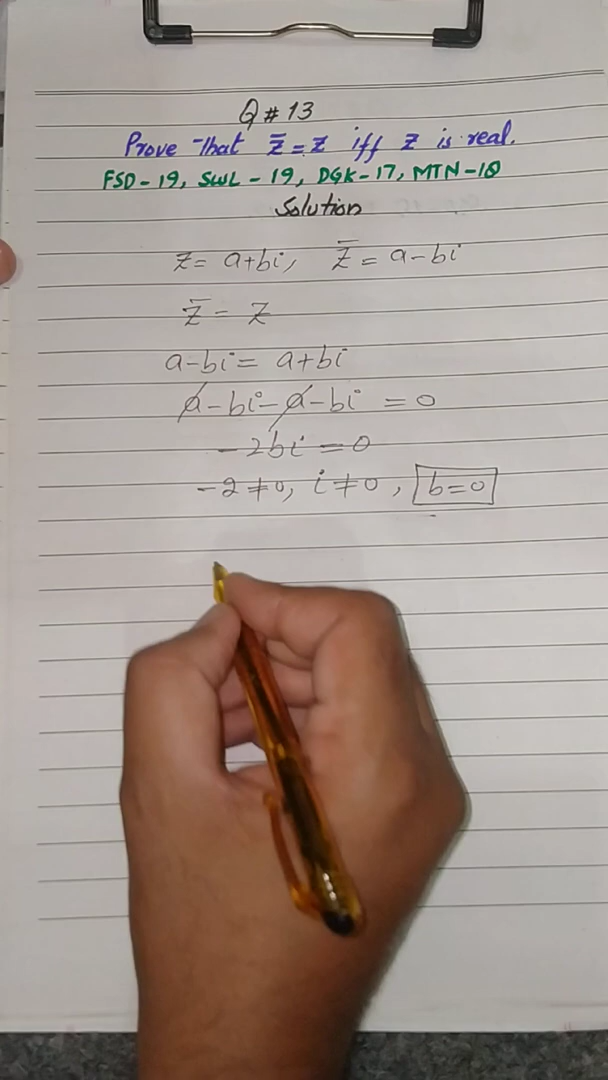 Q # 13
Prove That z̄ = z iff z is real.
FSD-19, SWL-19, DGK-17, MTN-18
Solution
z = a+bi, z̄ = a-bi
z̄ = z
a-bi = a+bi
a-bi-a-bi = 0
-2bi = 0
-2≠0, i≠0, b=0